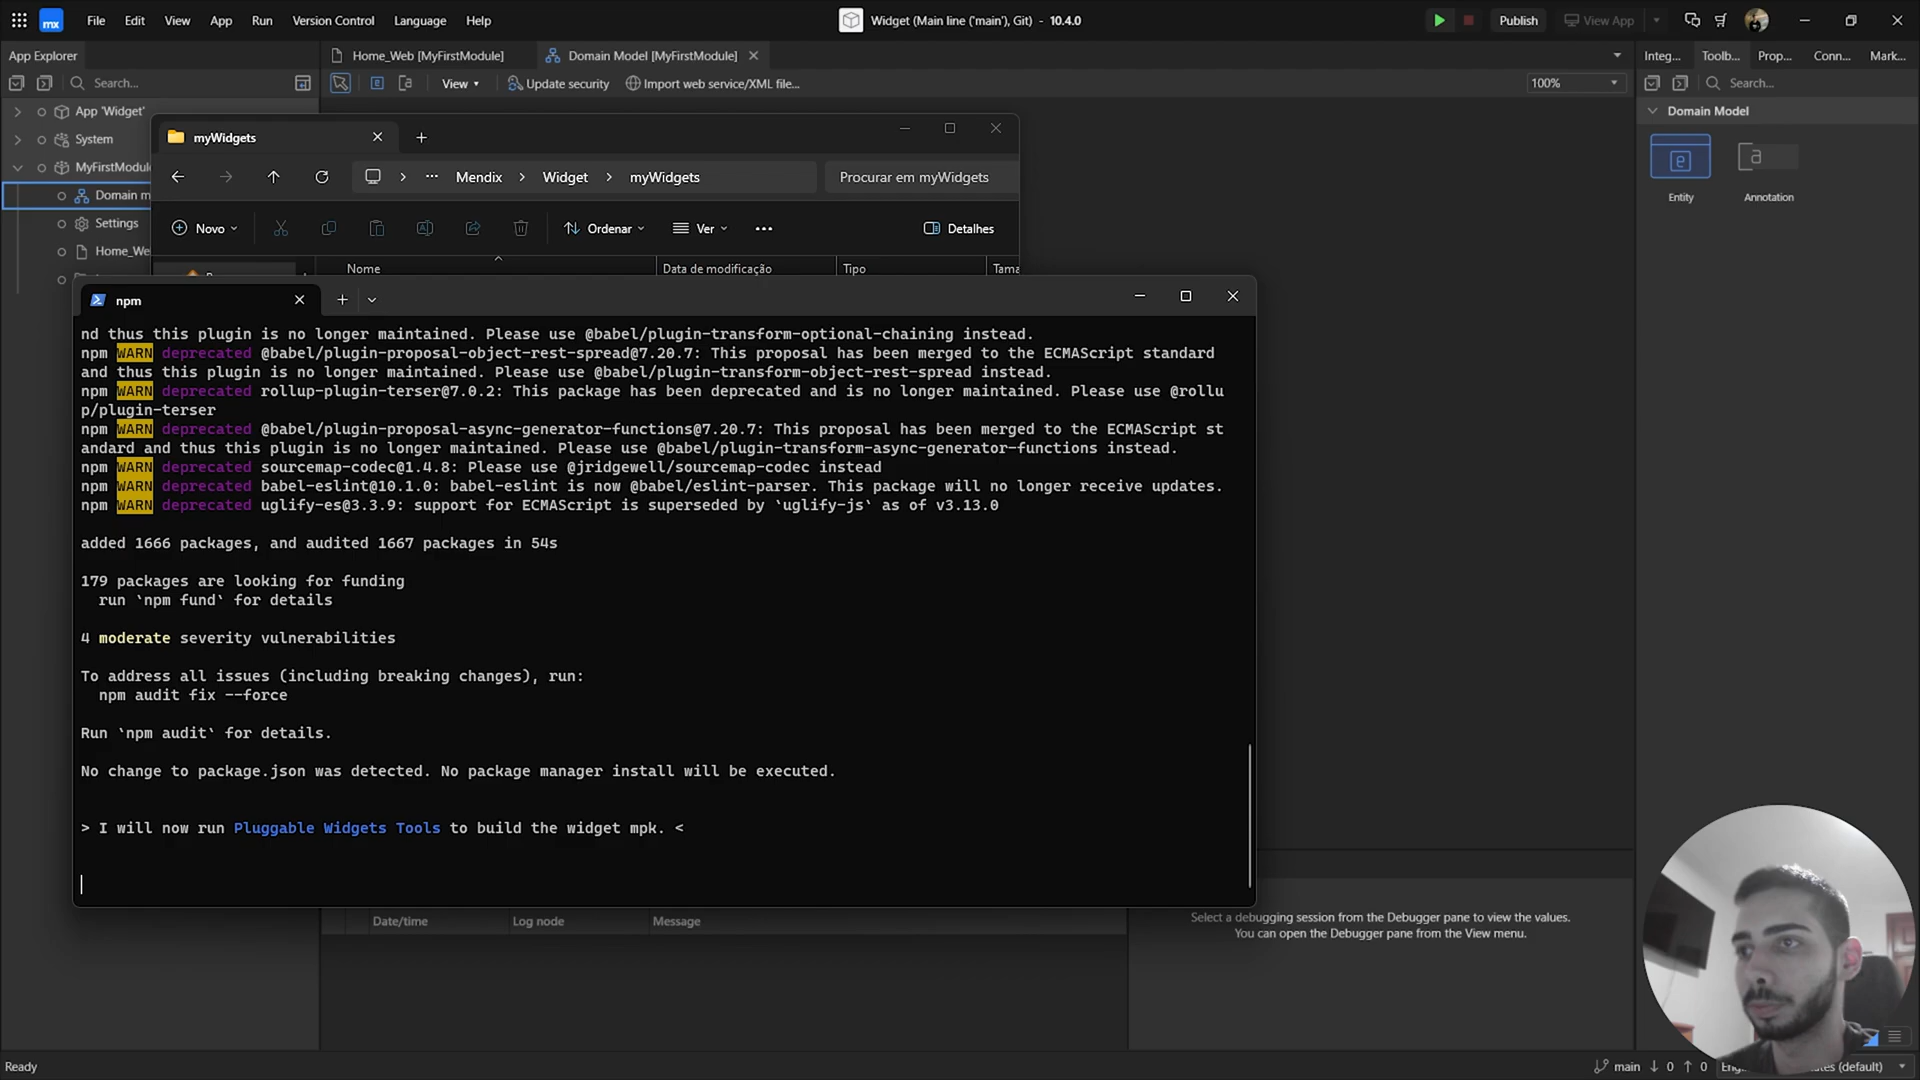 File Edit View App Run Version Control Language Help
Widget (Main line ('main'), Git) - 10.4.0
Publish
View App
App Explorer
Home_Web [MyFirstModule]
Domain Model [MyFirstModule]
Integ... Toolb... Prop... Conn... Mark...
Search...
View
Update security
Import web service/XML file...
100%
Search...
App 'Widget'
System
MyFirstModule
Domain m
Settings
Home_We
Domain Model
Entity
Annotation
myWidgets
Mendix > Widget > myWidgets
Procurar em myWidgets
Novo
Ordenar
Ver
Detalhes
Nome
Data de modificação
Tipo
Tama
npm
nd thus this plugin is no longer maintained. Please use @babel/plugin-transform-optional-chaining instead.
npm WARN deprecated @babel/plugin-proposal-object-rest-spread@7.20.7: This proposal has been merged to the ECMAScript standard
and thus this plugin is no longer maintained. Please use @babel/plugin-transform-object-rest-spread instead.
npm WARN deprecated rollup-plugin-terser@7.0.2: This package has been deprecated and is no longer maintained. Please use @rollu
p/plugin-terser
npm WARN deprecated @babel/plugin-proposal-async-generator-functions@7.20.7: This proposal has been merged to the ECMAScript st
andard and thus this plugin is no longer maintained. Please use @babel/plugin-transform-async-generator-functions instead.
npm WARN deprecated sourcemap-codec@1.4.8: Please use @jridgewell/sourcemap-codec instead
npm WARN deprecated babel-eslint@10.1.0: babel-eslint is now @babel/eslint-parser. This package will no longer receive updates.
npm WARN deprecated uglify-es@3.3.9: support for ECMAScript is superseded by `uglify-js` as of v3.13.0
added 1666 packages, and audited 1667 packages in 54s
179 packages are looking for funding
run `npm fund` for details
4 moderate severity vulnerabilities
To address all issues (including breaking changes), run:
npm audit fix --force
Run `npm audit` for details.
No change to package.json was detected. No package manager install will be executed.
> I will now run Pluggable Widgets Tools to build the widget mpk. <
Date/time
Log node
Message
Select a debugging session from the Debugger pane to view the values.
You can open the Debugger pane from the View menu.
Ready
main
0
0
(default)